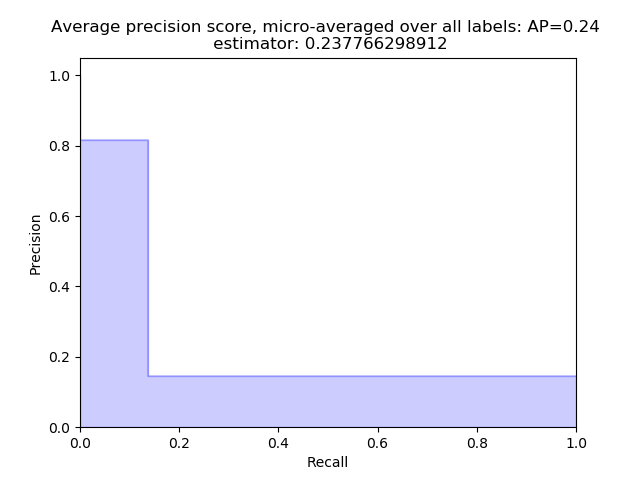 Average precision score, micro-averaged over all labels: AP=0.24
estimator: 0.237766298912
1.0
0.8
0.6
0.4
0.2
0.0
Precision
0.0 0.2 0.4 0.6 0.8 1.0
Recall